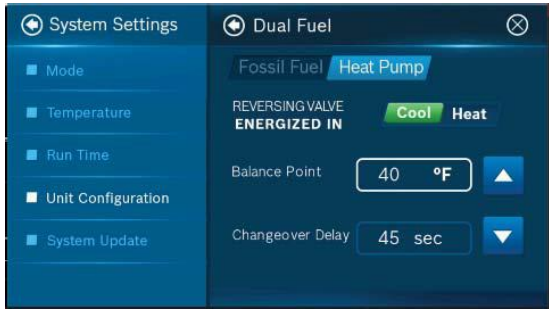 System Settings
Mode
Temperature
Run Time
Unit Configuration
System Update
Dual Fuel
Fossil Fuel Heat Pump
REVERSING VALVE
ENERGIZED IN
Cool Heat
Balance Point
40 ºF
Changeover Delay
45 sec